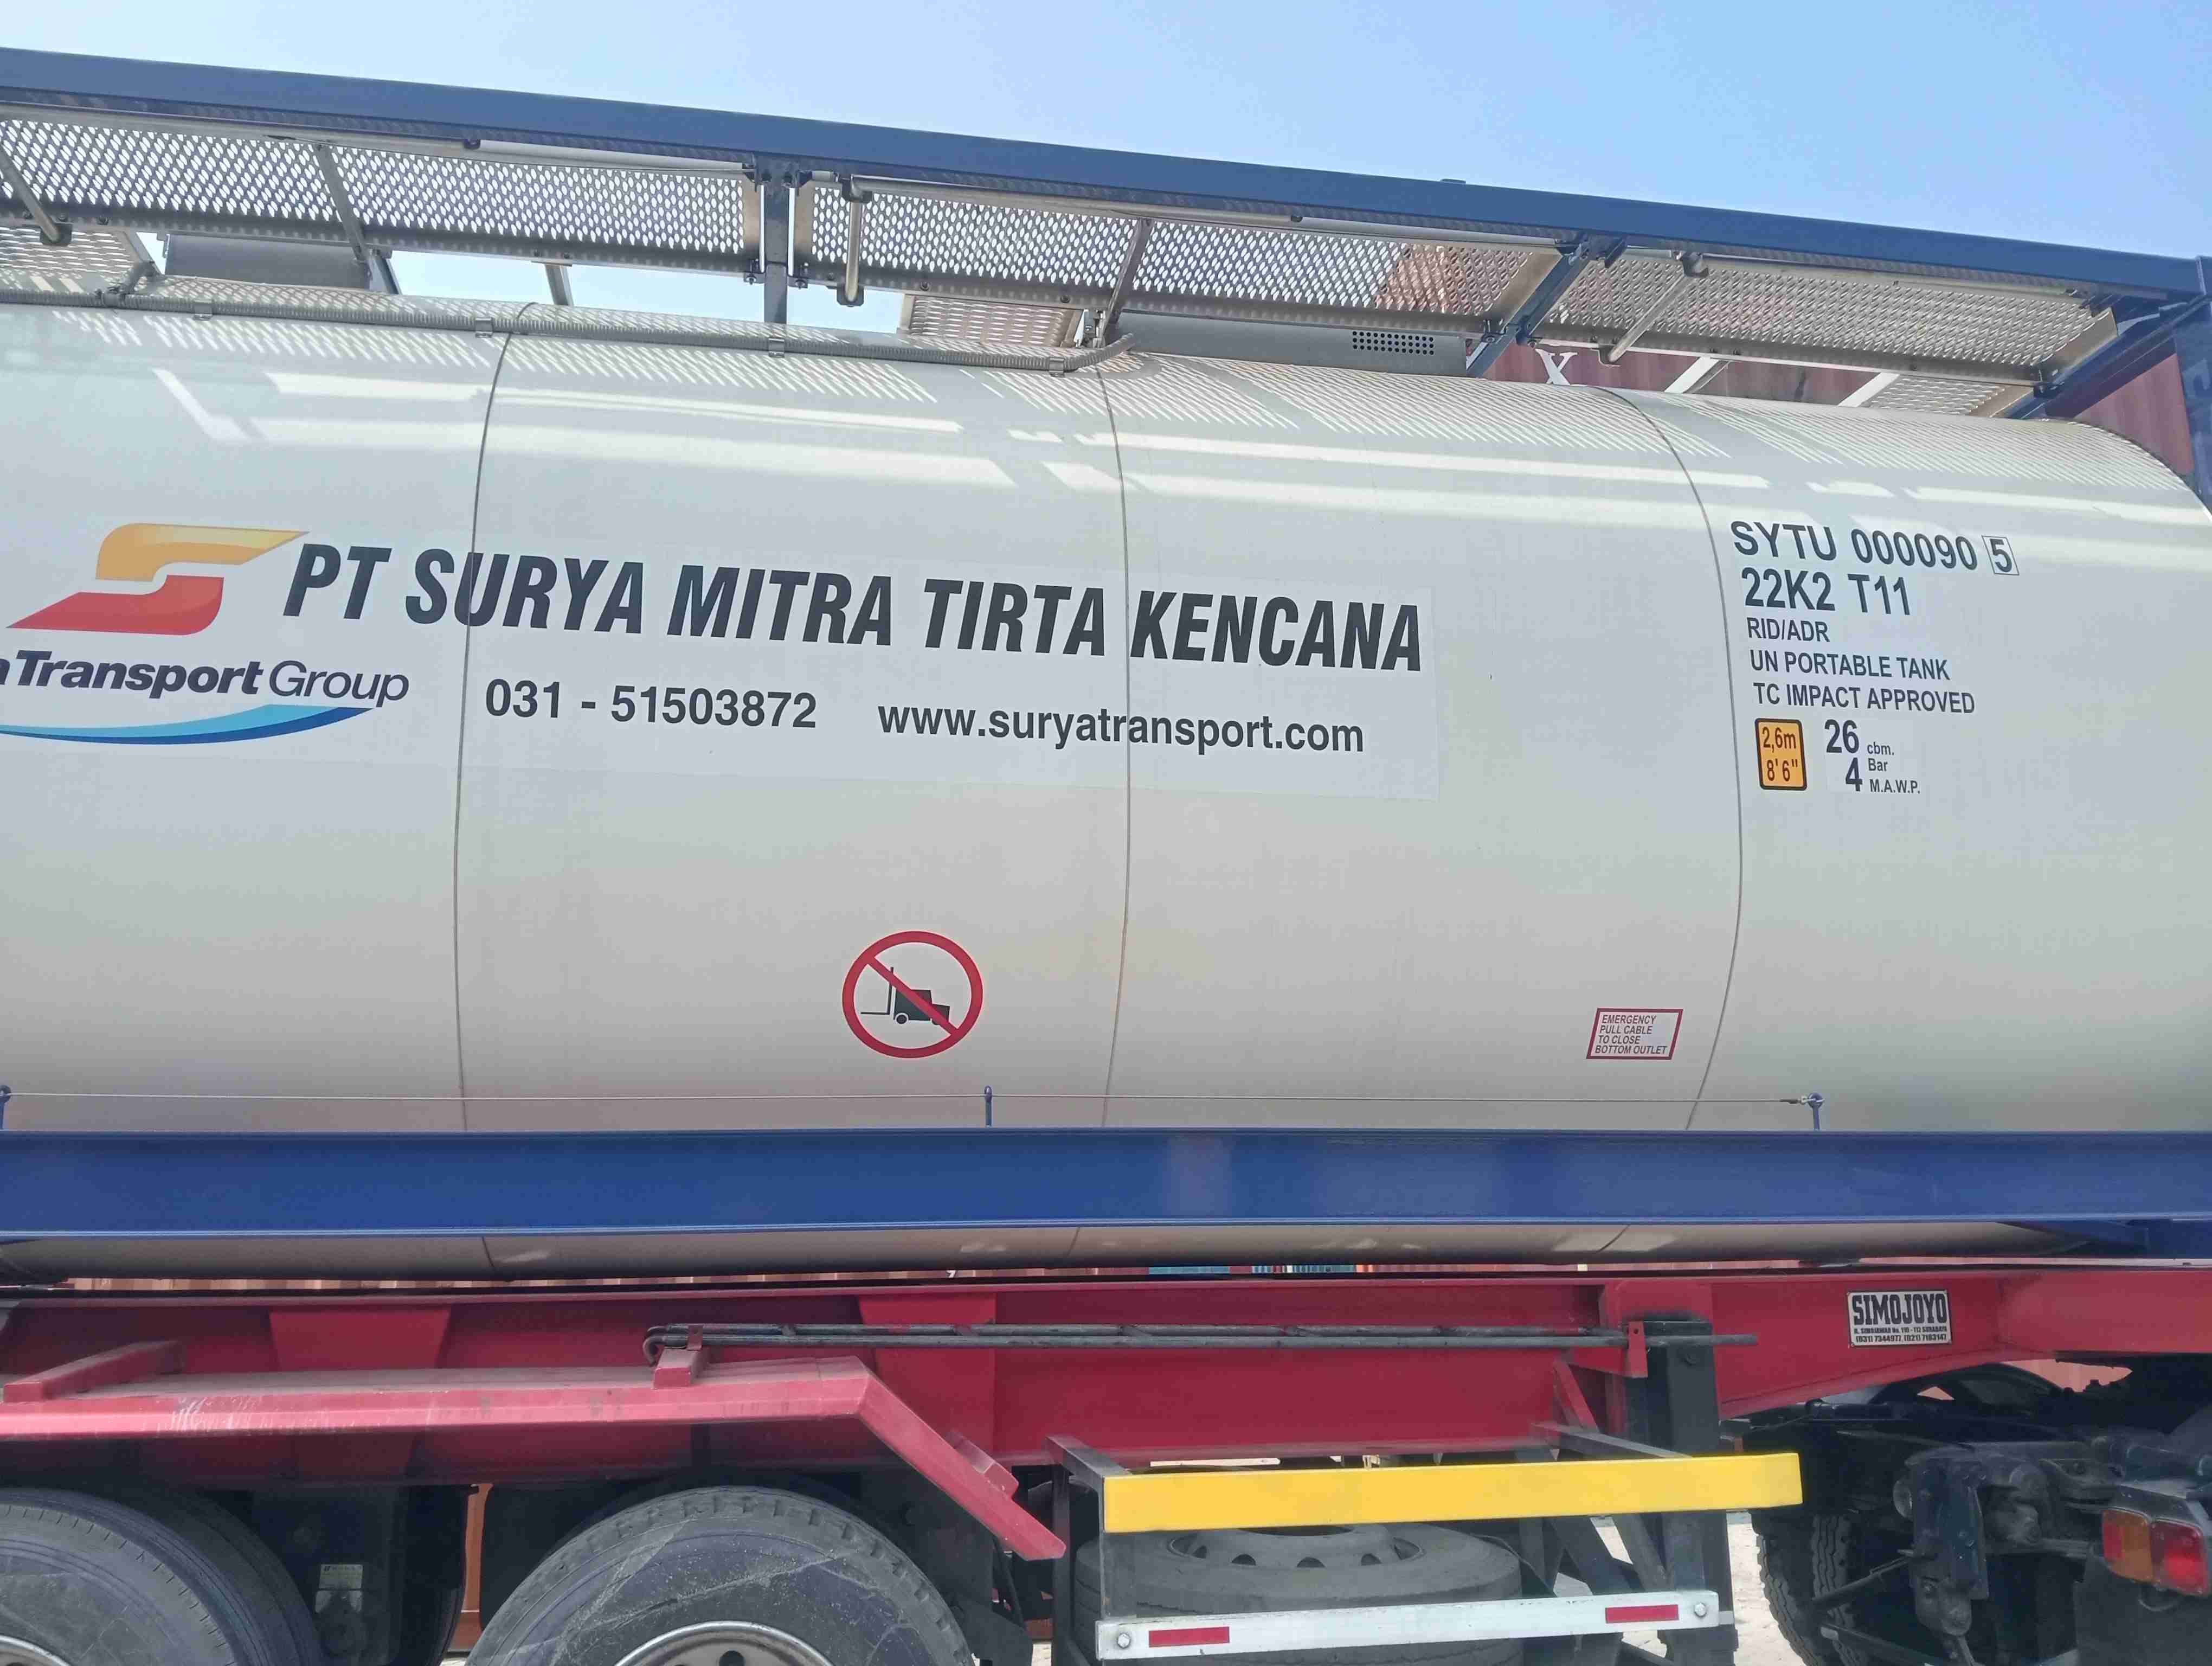 PT SURYA MITRA TIRTA KENCANA
Transport Group
031 - 51503872 www.suryatransport.com
SYTU 000090 5
22K2 T11
RID/ADR
UN PORTABLE TANK
TC IMPACT APPROVED
2,6m
8'6"
26 cbm.
4 Bar
M.A.W.P.
EMERGENCY
PULL CABLE
TO CLOSE
BOTTOM OUTLET
X
SIMOJOYO